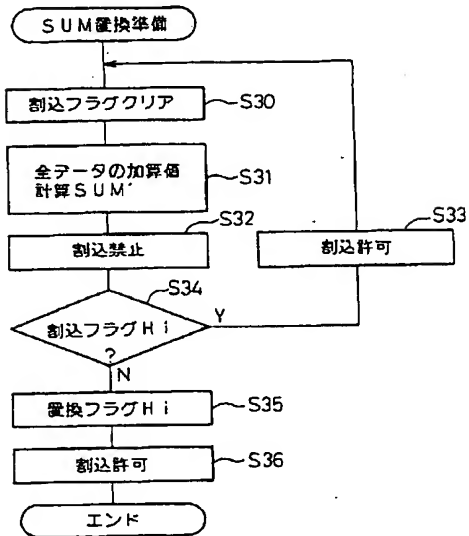 SUM置換準備
割込フラグクリア
S30
全データの加算値
計算SUM´
S31
S32
割込禁止
S33
割込許可
S34
割込フラグHi
?
Y
N
置換フラグHi
S35
割込許可
S36
エンド